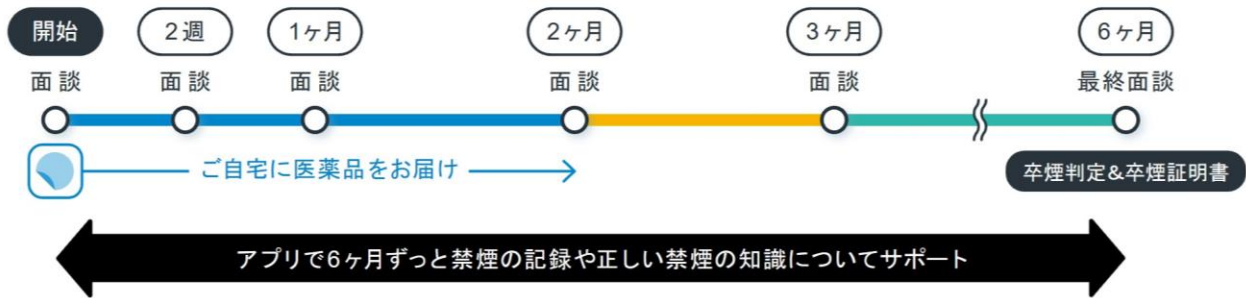 開始 2週 1ヶ月 2ヶ月 3ヶ月 6ヶ月
面談 面談 面談 面談 面談 最終面談
ご自宅に医薬品をお届け
卒煙判定&卒煙証明書
アプリで6ヶ月ずっと禁煙の記録や正しい禁煙の知識についてサポート